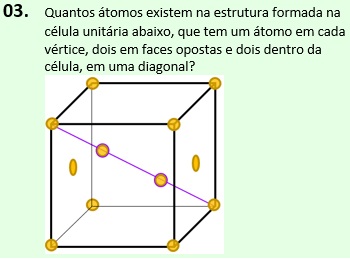 03. Quantos átomos existem na estrutura formada na
célula unitária abaixo, que tem um átomo em cada
vértice, dois em faces opostas e dois dentro da
célula, em uma diagonal?